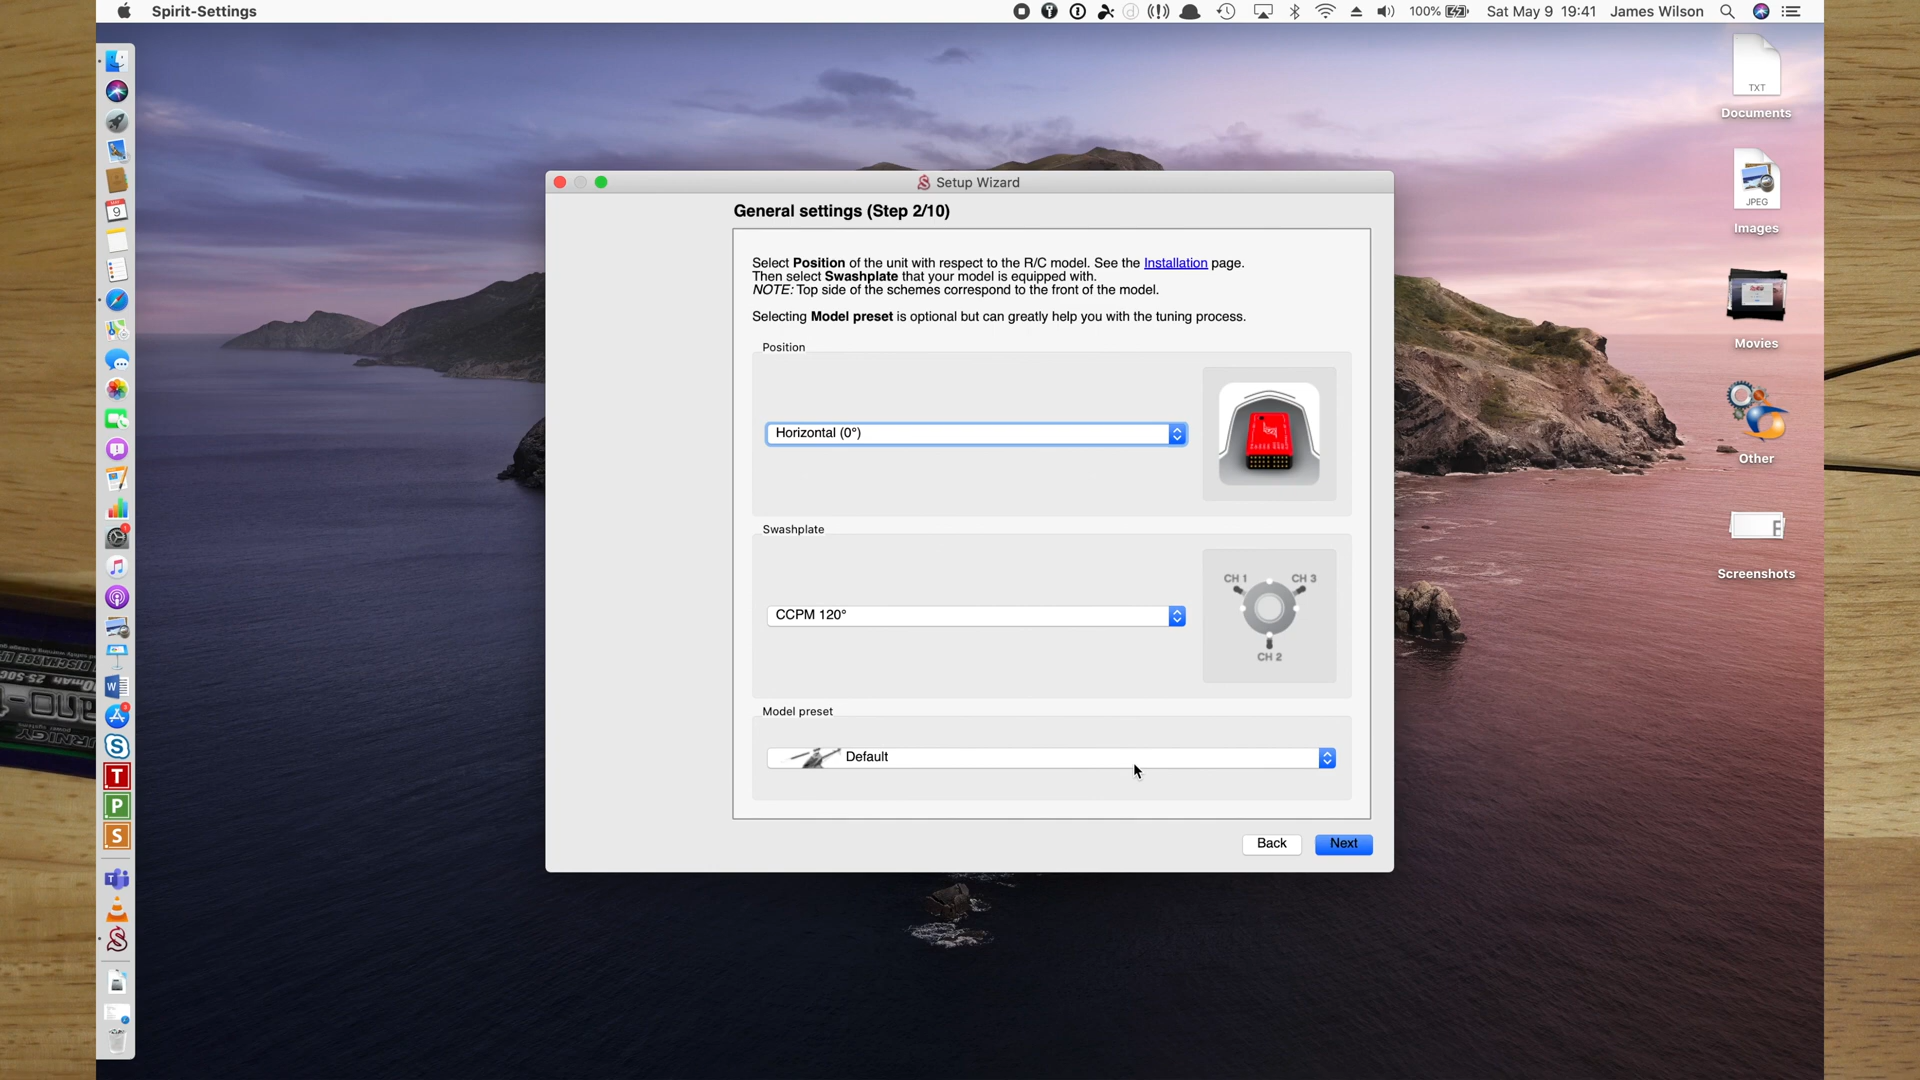 Spirit-Settings
100%
Sat May 9 19:41
James Wilson
TXT
Documents
JPEG
Images
Movies
Other
Screenshots
9
W
T
P
S
T
Setup Wizard
General settings (Step 2/10)
Select Position of the unit with respect to the R/C model. See the Installation page.
Then select Swashplate that your model is equipped with.
NOTE: Top side of the schemes correspond to the front of the model.
Selecting Model preset is optional but can greatly help you with the tuning process.
Position
Horizontal (0°)
Swashplate
CCPM 120°
CH 1
CH 3
CH 2
Model preset
Default
Back
Next